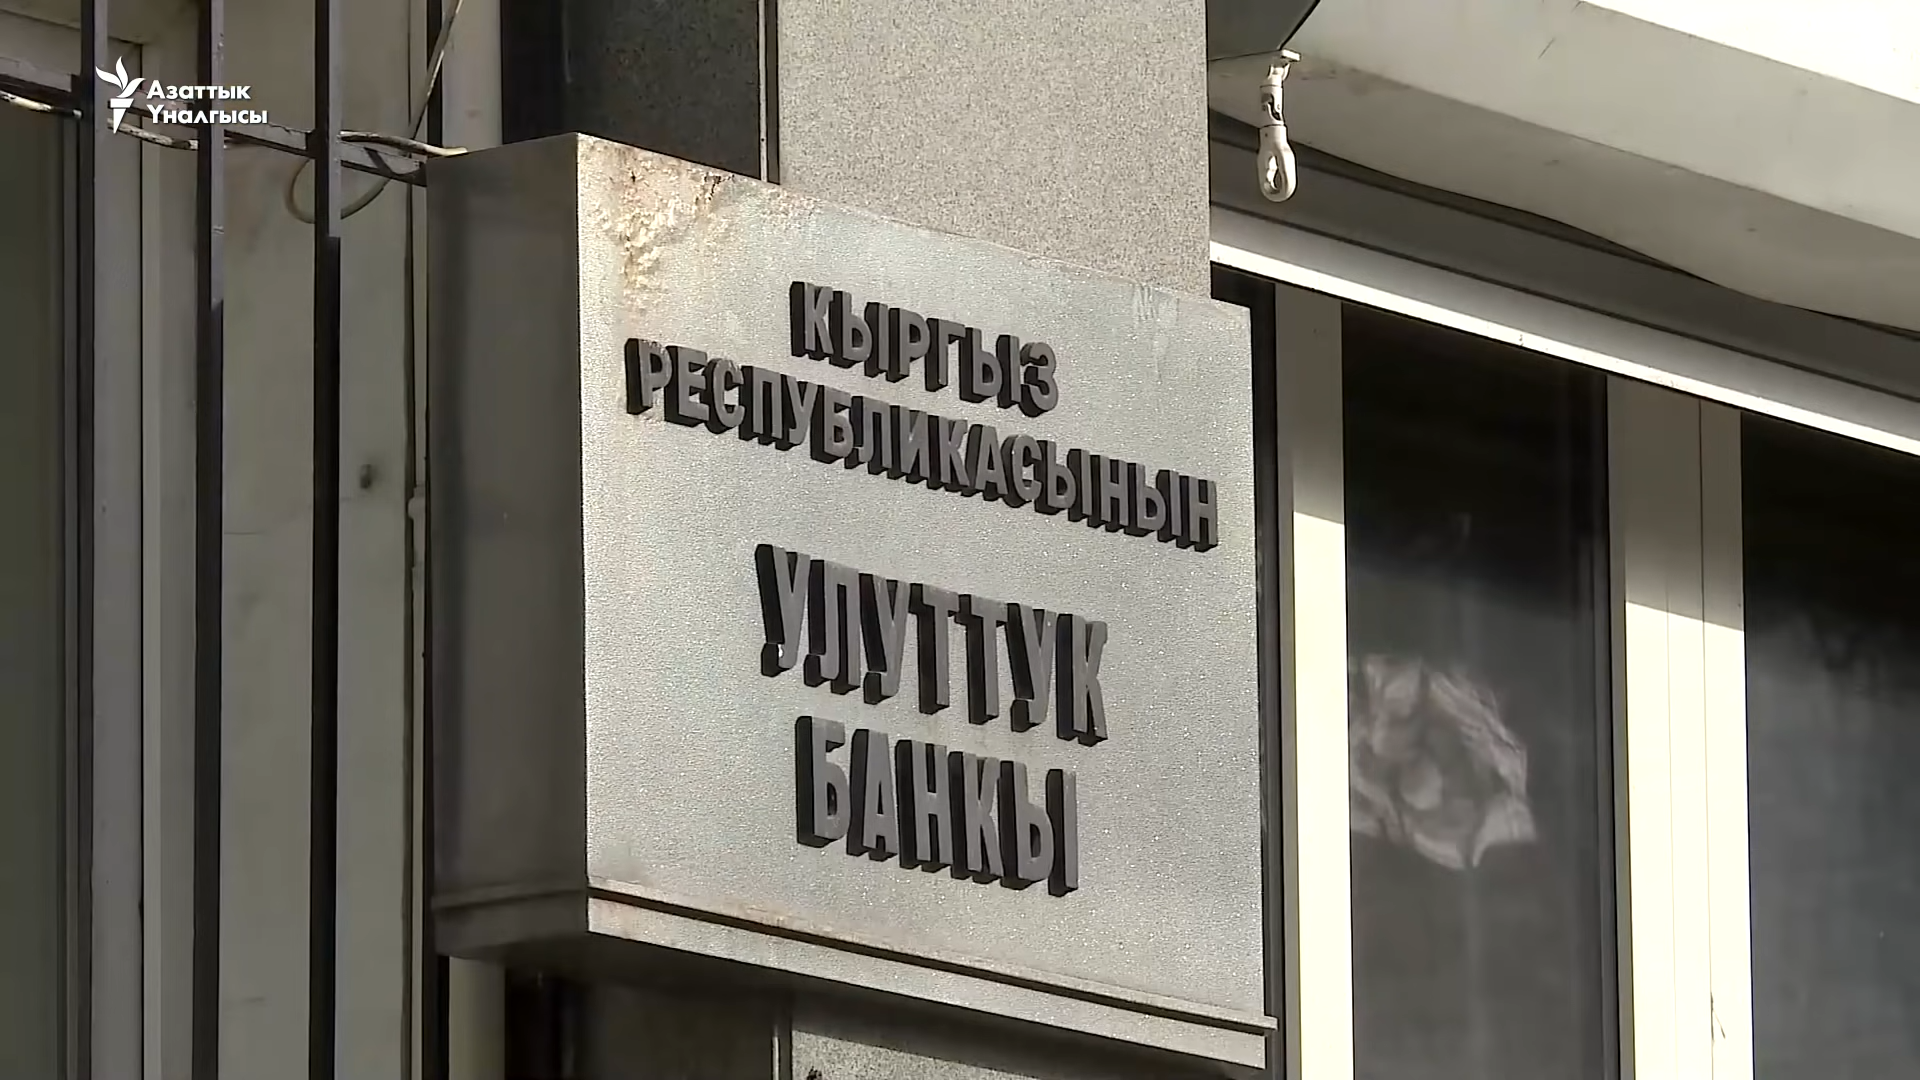 Азаттык
Үналгысы
КЫРГЫЗ
РЕСПУБЛИКАСЫНЫН
УЛУТТУК
БАНКЫ